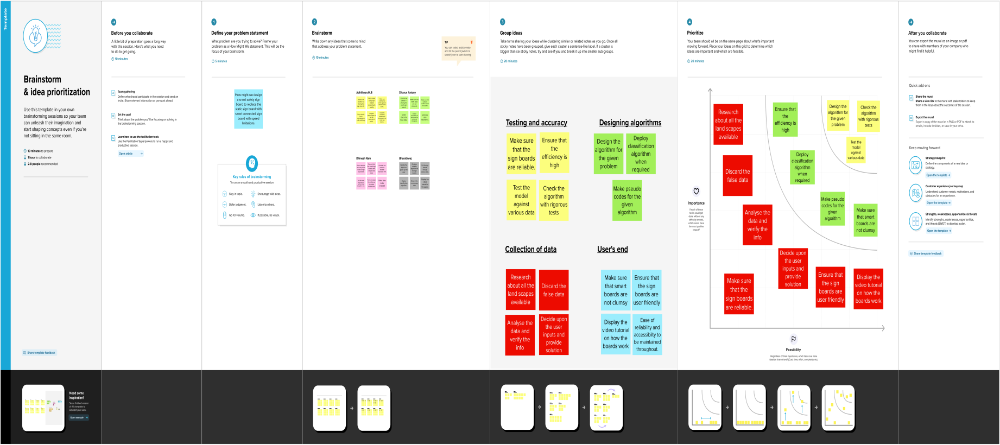 Template
Brainstorm
& idea prioritization
Use this template in your own
brainstorming sessions so your team
can unleash their imagination and
start shaping concepts even if you're
not sitting in the same room.
10 minutes to prepare
1 hour to collaborate
2-8 people recommended
Share template feedback
Need some
inspiration?
See a finished version
of this template to
kickstart your work.
Open example
Before you collaborate
A little bit of preparation goes a long way
with this session. Here's what you need
to do to get going.
10 minutes
A
Team gathering
Define who should participate in the session and send an
invite. Share relevant information or pre-work ahead.
B
Set the goal
Think about the problem you'll be focusing on solving in
the brainstorming session.
C
Learn how to use the facilitation tools
Use the Facilitation Superpowers to run a happy and
productive session.
Open article
1
Define your problem statement
What problem are you trying to solve? Frame your
problem as a How Might We statement. This will be the
focus of your brainstorm.
5 minutes
How might we design
a smart safety sign
board to replace the
static sign board with
smart connected sign
board with speed
limitations.
Key rules of brainstorming
To run an smooth and productive session
Stay in topic.
Encourage wild ideas.
Defer judgment.
Listen to others.
Go for volume.
If possible, be visual.
2
Brainstorm
Write down any ideas that come to mind
that address your problem statement.
10 minutes
TIP
You can select a sticky note
and hit the pencil [switch to
sketch] icon to start drawing!
Adhithyan.M.S
Dharun Antony
Dhinesh Ram
Bharathwaj
3
Group ideas
Take turns sharing your ideas while clustering similar or related notes as you go. Once all
sticky notes have been grouped, give each cluster a sentence-like label. If a cluster is
bigger than six sticky notes, try and see if you and break it up into smaller sub-groups.
20 minutes
Testing and accuracy
Make sure
that the
sign boards
are reliable.
Ensure that
the
efficiency is
high
Test the
model
against
various data
Check the
algorithm
with rigorous
tests
Designing algorithms
Design the
algorithm for
the given
problem
Deploy
classification
algorithm
when
required
Make pseudo
codes for the
given
algorithm
Collection of data
Research
about all the
land scapes
available
Discard the
false data
Analyse the
data and
verify the
info
Decide upon
the user
inputs and
provide
solution
User's end
Make sure
that smart
boards are
not clumsy
Ensure that
the sign
boards are
user friendly
Display the
video tutorial
on how the
boards work
Ease of
reliability and
accessibilty to
be maintained
throughout.
4
Prioritize
Your team should all be on the same page about what's important
moving forward. Place your ideas on this grid to determine which
ideas are important and which are feasible.
20 minutes
Research
about all the
land scapes
available
Ensure that
the
efficiency is
high
Design the
algorithm for
the given
problem
Check the
algorithm
with rigorous
tests
Test the
model
against
various data
Discard the
false data
Deploy
classification
algorithm
when
required
Make pseudo
codes for the
given
algorithm
Make sure
that smart
boards are
not clumsy
Analyse the
data and
verify the
info
Decide upon
the user
inputs and
provide
solution
Make sure
that the
sign boards
are reliable.
Ensure that
the sign
boards are
user friendly
Display the
video tutorial
on how the
boards work
Importance
If each of these
tasks could get
done without any
difficulty or cost,
which would have
the most positive
impact?
Feasibility
Regardless of their importance, which tasks are more
feasible than others? (Cost, time, effort, complexity, etc.)
After you collaborate
You can export the mural as an image or pdf
to share with members of your company who
might find it helpful.
Quick add-ons
A
Share the mural
Share a view link to the mural with stakeholders to keep
them in the loop about the outcomes of the session.
B
Export the mural
Export a copy of the mural as a PNG or PDF to attach to
emails, include in slides, or save in your drive.
Keep moving forward
Strategy blueprint
Define the components of a new idea or
strategy.
Open the template
Customer experience journey map
Understand customer needs, motivations, and
obstacles for an experience.
Open the template
Strengths, weaknesses, opportunities & threats
Identify strengths, weaknesses, opportunities,
and threats (SWOT) to develop a plan.
Open the template
Share template feedback